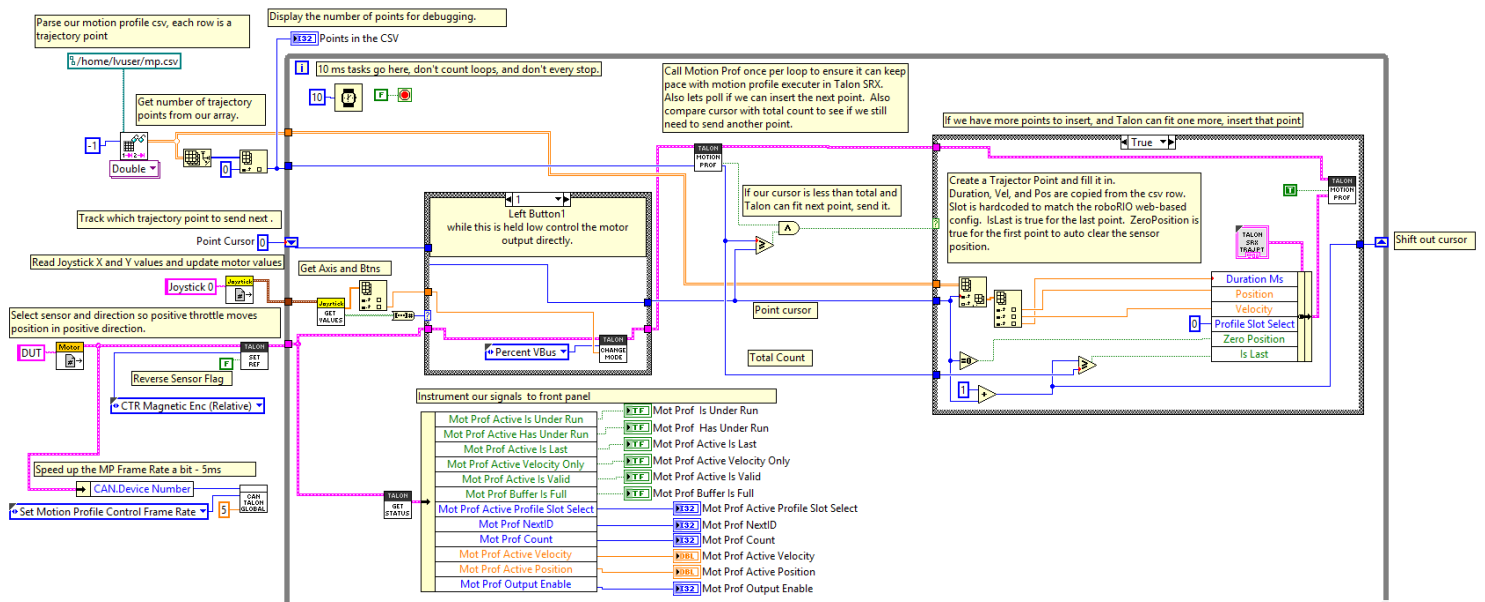 Display the number of points for debugging.
Parse our motion profile csv, each row is a
trajectory point
I32 Points in the CSV
/home/lvuser/mp.csv
i
10 ms tasks go here, don't count loops, and don't every stop.
10
F
Get number of trajectory
points from our array.
-1
Double
0
Call Motion Prof once per loop to ensure it can keep
pace with motion profile executer in Talon SRX.
Also lets poll if we can insert the next point.  Also
compare cursor with total count to see if we still
need to send another point.
TALON
MOTION
PROF
If we have more points to insert, and Talon can fit one more, insert that point
True
Create a Trajector Point and fill it in.
Duration, Vel, and Pos are copied from the csv row.
Slot is hardcoded to match the roboRIO web-based
config.  IsLast is true for the last point.  ZeroPosition is
true for the first point to auto clear the sensor
position.
T
TALON
MOTION
PROF
If our cursor is less than total and
Talon can fit next point, send it.
Track which trajectory point to send next .
Point Cursor 0
1
Left Button1
while this is held low control the motor
output directly.
Shift out cursor
TALON
SRX
TRAJ.PT
Read Joystick X and Y values and update motor values
Get Axis and Btns
Joystick 0
Joystick
Joystick
GET
VALUES
Duration Ms
Position
Velocity
0
Profile Slot Select
Zero Position
Is Last
Point cursor
Select sensor and direction so positive throttle moves
position in positive direction.
DUT
Motor
TALON
SET
REF
F
Reverse Sensor Flag
Percent VBus
TALON
CHANGE
MODE
Total Count
=0
1
+
CTR Magnetic Enc (Relative)
Instrument our signals  to front panel
Mot Prof Active Is Under Run
TF Mot Prof  Is Under Run
Mot Prof Active Has Under Run
TF Mot Prof  Has Under Run
Mot Prof Active Is Last
TF Mot Prof Active Is Last
Mot Prof Active Velocity Only
TF Mot Prof Active Velocity Only
Mot Prof Active Is Valid
TF Mot Prof Active Is Valid
Mot Prof Buffer Is Full
TF Mot Prof Buffer Is Full
Mot Prof Active Profile Slot Select
I32 Mot Prof Active Profile Slot Select
Mot Prof NextID
I32 Mot Prof NextID
Mot Prof Count
I32 Mot Prof Count
Mot Prof Active Velocity
DBL Mot Prof Active Velocity
Mot Prof Active Position
DBL Mot Prof Active Position
Mot Prof Output Enable
I32 Mot Prof Output Enable
TALON
GET
STATUS
Speed up the MP Frame Rate a bit - 5ms
CAN.Device Number
Set Motion Profile Control Frame Rate
5
CAN
TALON
GLOBAL